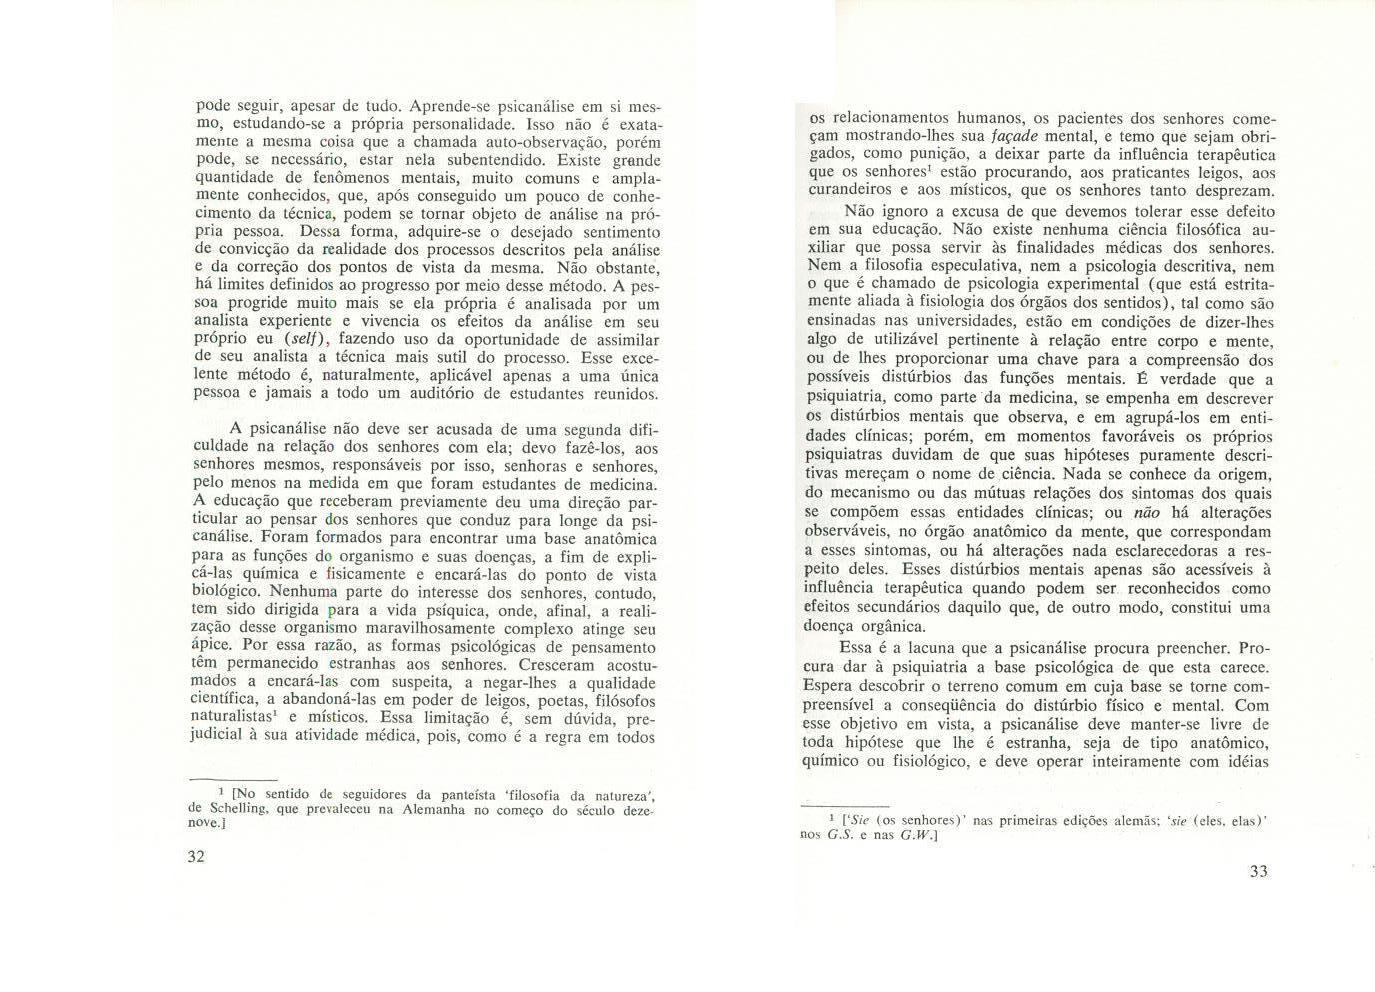 pode seguir, apesar de tudo. Aprende-se psicanálise em si mes-
mo, estudando-se a própria personalidade. Isso não é exata-
mente a mesma coisa que a chamada auto-observação, porém
pode, se necessário, estar nela subentendido. Existe grande
quantidade de fenômenos mentais, muito comuns e ampla-
mente conhecidos, que, após conseguido um pouco de conhe-
cimento da técnica, podem se tornar objeto de análise na pró-
pria pessoa. Dessa forma, adquire-se o desejado sentimento
de convicção da realidade dos processos descritos pela análise
e da correção dos pontos de vista da mesma. Não obstante,
há limites definidos ao progresso por meio desse método. A pes-
soa progride muito mais se ela própria é analisada por um
analista experiente e vivencia os efeitos da análise em seu
próprio eu (self), fazendo uso da oportunidade de assimilar
de seu analista a técnica mais sutil do processo. Esse exce-
lente método é, naturalmente, aplicável apenas a uma única
pessoa e jamais a todo um auditório de estudantes reunidos.
A psicanálise não deve ser acusada de uma segunda difi-
culdade na relação dos senhores com ela; devo fazê-los, aos
senhores mesmos, responsáveis por isso, senhoras e senhores,
pelo menos na medida em que foram estudantes de medicina.
A educação que receberam previamente deu uma direção par-
ticular ao pensar dos senhores que conduz para longe da psi-
canálise. Foram formados para encontrar uma base anatômica
para as funções do organismo e suas doenças, a fim de expli-
cá-las química e fisicamente e encará-las do ponto de vista
biológico. Nenhuma parte do interesse dos senhores, contudo,
tem sido dirigida para a vida psíquica, onde, afinal, a reali-
zação desse organismo maravilhosamente complexo atinge seu
ápice. Por essa razão, as formas psicológicas de pensamento
têm permanecido estranhas aos senhores. Cresceram acostu-
mados a encará-las com suspeita, a negar-lhes a qualidade
científica, a abandoná-las em poder de leigos, poetas, filósofos
naturalistas¹ e místicos. Essa limitação é, sem dúvida, pre-
judicial à sua atividade médica, pois, como é a regra em todos
¹ [No sentido de seguidores da panteísta 'filosofia da natureza',
de Schelling, que prevaleceu na Alemanha no começo do século deze-
nove.]
32
os relacionamentos humanos, os pacientes dos senhores come-
çam mostrando-lhes sua façade mental, e temo que sejam obri-
gados, como punição, a deixar parte da influência terapêutica
que os senhores¹ estão procurando, aos praticantes leigos, aos
curandeiros e aos místicos, que os senhores tanto desprezam.
Não ignoro a excusa de que devemos tolerar esse defeito
em sua educação. Não existe nenhuma ciência filosófica au-
xiliar que possa servir às finalidades médicas dos senhores.
Nem a filosofia especulativa, nem a psicologia descritiva, nem
o que é chamado de psicologia experimental (que está estrita-
mente aliada à fisiologia dos órgãos dos sentidos), tal como são
ensinadas nas universidades, estão em condições de dizer-lhes
algo de utilizável pertinente à relação entre corpo e mente,
ou de lhes proporcionar uma chave para a compreensão dos
possíveis distúrbios das funções mentais. É verdade que a
psiquiatria, como parte da medicina, se empenha em descrever
os distúrbios mentais que observa, e em agrupá-los em enti-
dades clínicas; porém, em momentos favoráveis os próprios
psiquiatras duvidam de que suas hipóteses puramente descri-
tivas mereçam o nome de ciência. Nada se conhece da origem,
do mecanismo ou das mútuas relações dos sintomas dos quais
se compõem essas entidades clínicas; ou não há alterações
observáveis, no órgão anatômico da mente, que correspondam
a esses sintomas, ou há alterações nada esclarecedoras a res-
peito deles. Esses distúrbios mentais apenas são acessíveis à
influência terapêutica quando podem ser reconhecidos como
efeitos secundários daquilo que, de outro modo, constitui uma
doença orgânica.
Essa é a lacuna que a psicanálise procura preencher. Pro-
cura dar à psiquiatria a base psicológica de que esta carece.
Espera descobrir o terreno comum em cuja base se torne com-
preensível a conseqüência do distúrbio físico e mental. Com
esse objetivo em vista, a psicanálise deve manter-se livre de
toda hipótese que lhe é estranha, seja de tipo anatômico,
químico ou fisiológico, e deve operar inteiramente com idéias
¹ ['Sie (os senhores)' nas primeiras edições alemãs; 'sie (eles, elas)'
nos G.S. e nas G.W.]
33